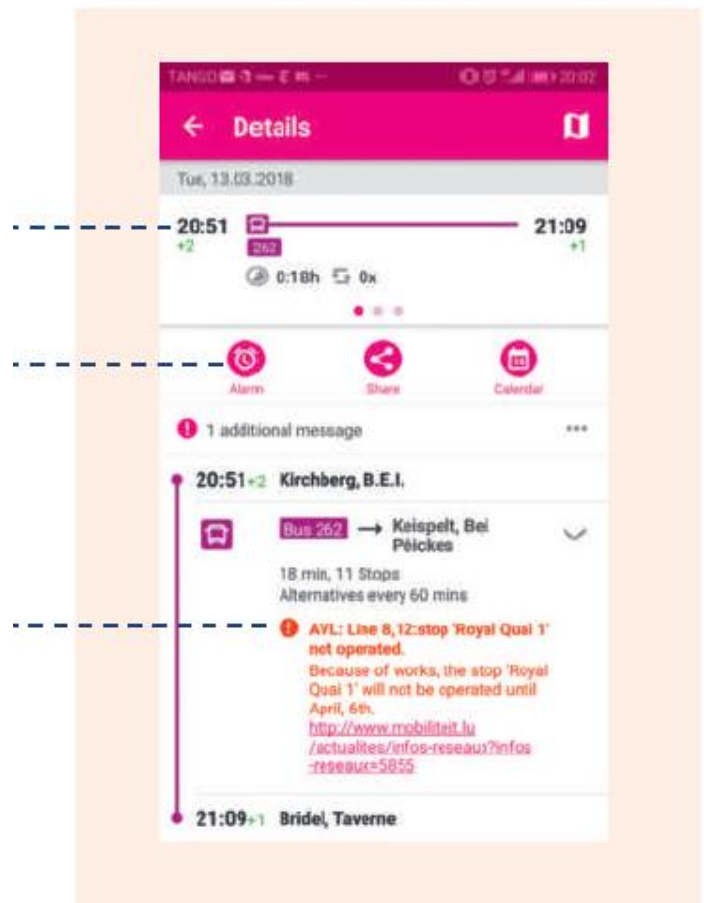 TANGO 20:02
Details
Tue, 13.03.2018
20:51 21:09
+2 262 +1
0:18h 0x
Alarm Share Calendar
1 additional message
20:51 +2 Kirchberg, B.E.I.
Bus 262 → Keispelt, Bei
Péickes
18 min, 11 Stops
Alternatives every 60 mins
AYL: Line 8,12:stop 'Royal Quai 1'
not operated.
Because of works, the stop 'Royal
Quai 1' will not be operated until
April, 6th.
http://www.mobiliteit.lu
/actualites/infos-reseaux?infos
-reseaux=5855
21:09 +1 Bridel, Taverne